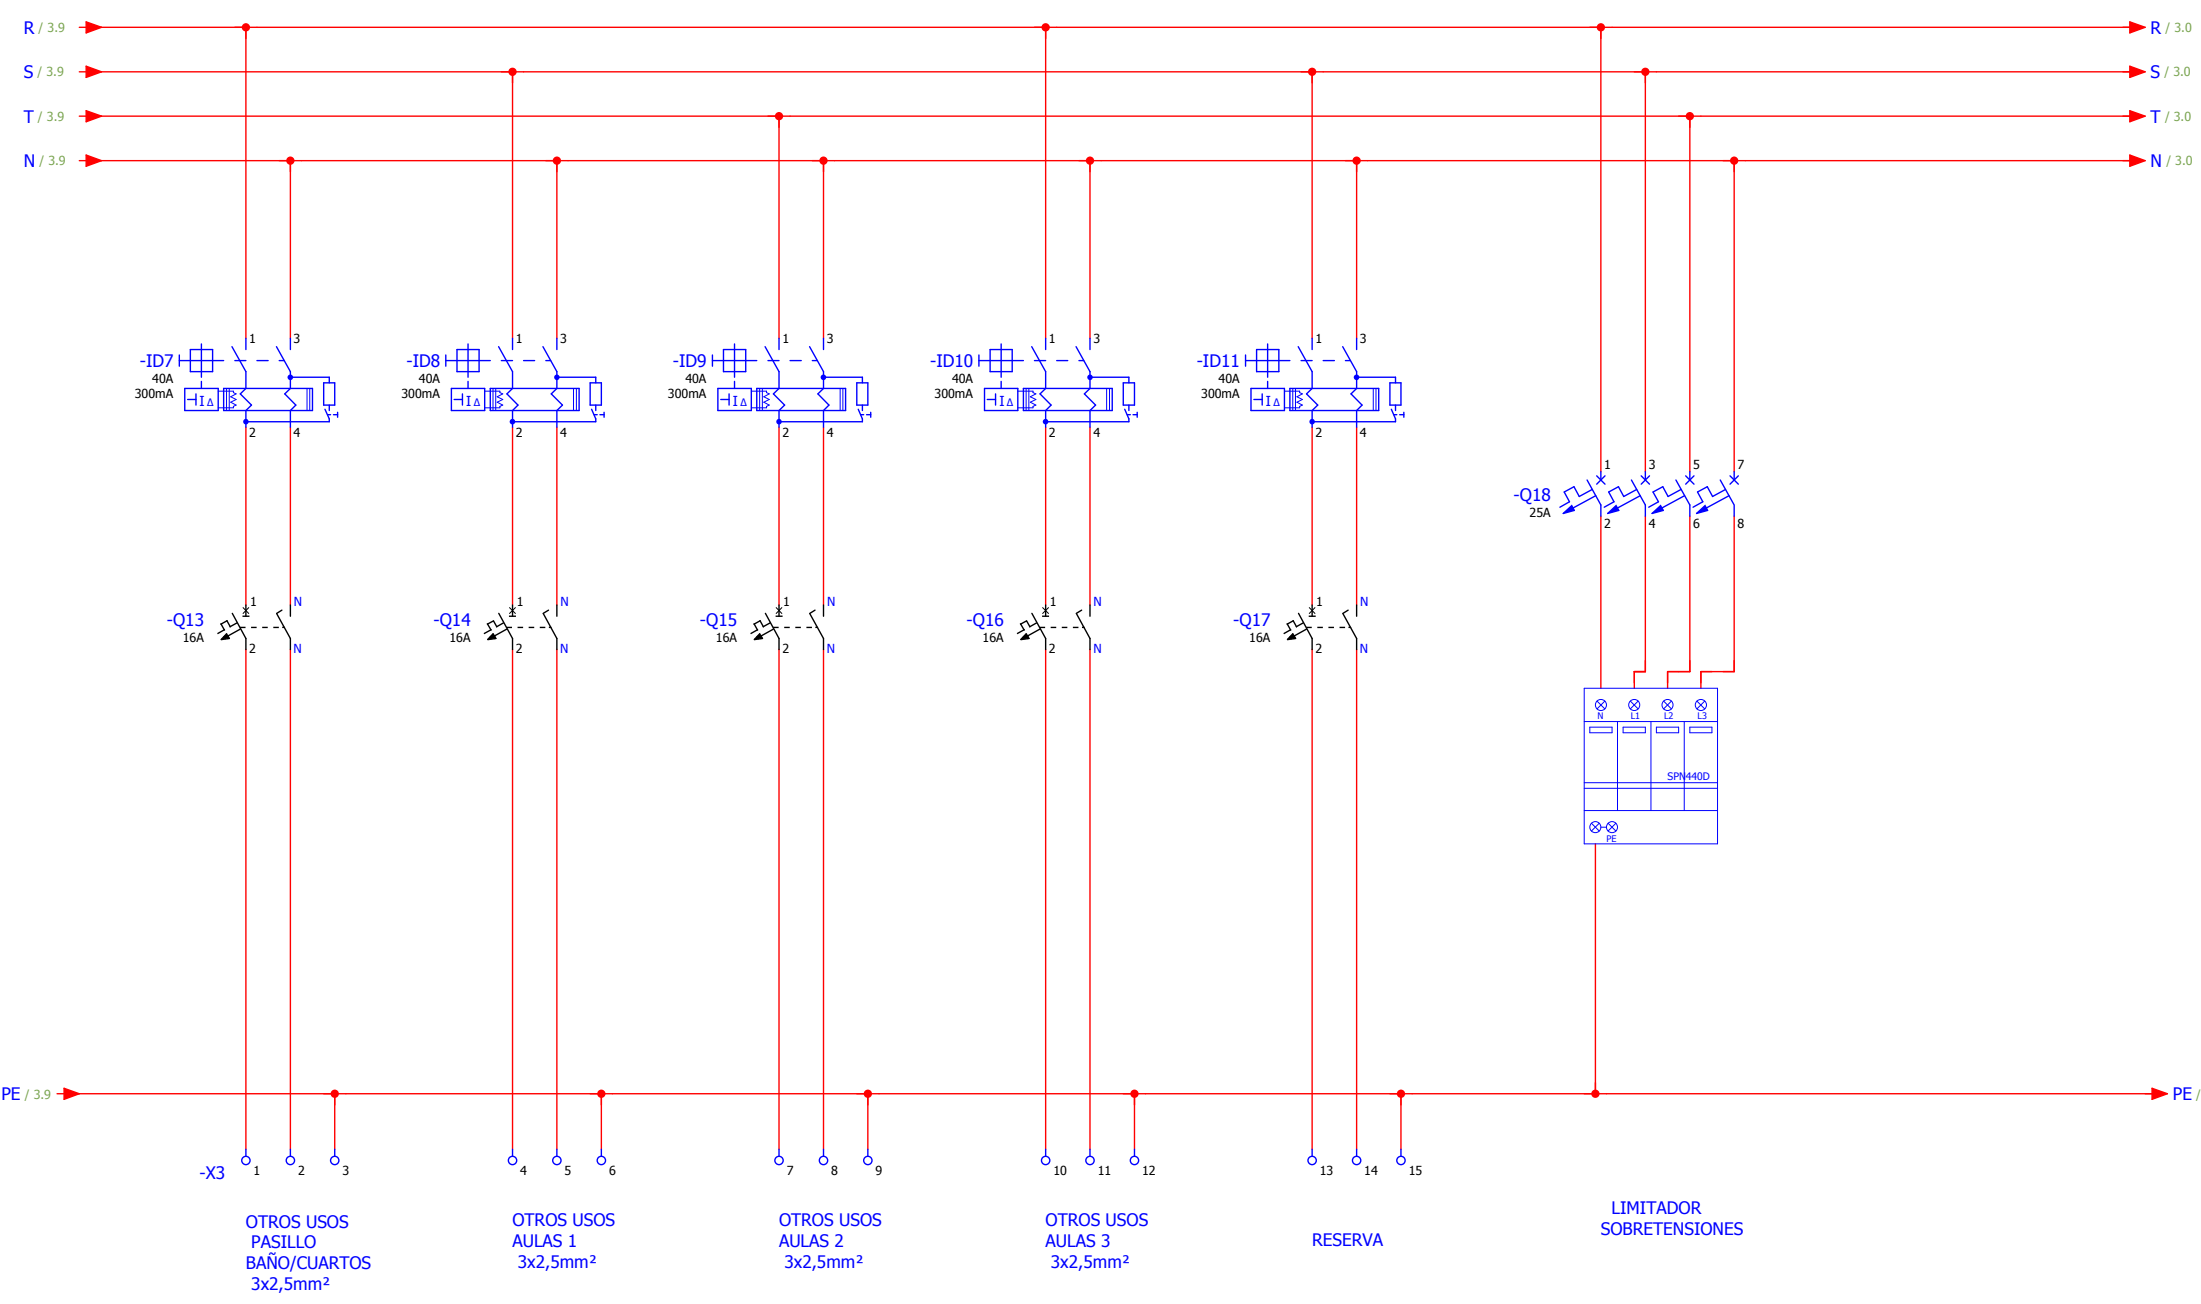 R / 3.9
R / 3.0
S / 3.9
S / 3.0
T / 3.9
T / 3.0
N / 3.9
N / 3.0
1 3
-ID7
40A
300mA
I Δ
2 4
1 3
-ID8
40A
300mA
I Δ
2 4
1 3
-ID9
40A
300mA
I Δ
2 4
1 3
-ID10
40A
300mA
I Δ
2 4
1 3
-ID11
40A
300mA
I Δ
2 4
1 3 5 7
-Q18
25A
2 4 6 8
1 N
-Q13
16A
2 N
1 N
-Q14
16A
2 N
1 N
-Q15
16A
2 N
1 N
-Q16
16A
2 N
1 N
-Q17
16A
2 N
N L1 L2 L3
SPN440D
PE
PE / 3.9
PE /
-X3
1 2 3
4 5 6
7 8 9
10 11 12
13 14 15
OTROS USOS
PASILLO
BAÑO/CUARTOS
3x2,5mm²
OTROS USOS
AULAS 1
3x2,5mm²
OTROS USOS
AULAS 2
3x2,5mm²
OTROS USOS
AULAS 3
3x2,5mm²
RESERVA
LIMITADOR
SOBRETENSIONES